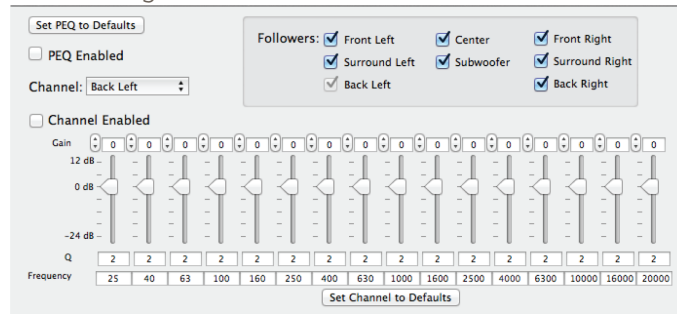 Set PEQ to Defaults
PEQ Enabled
Channel: Back Left
Followers: Front Left Center Front Right
Surround Left Subwoofer Surround Right
Back Left Back Right
Channel Enabled
Gain 0 0 0 0 0 0 0 0 0 0 0 0 0 0 0 0
12 dB
0 dB
-24 dB
Q 2 2 2 2 2 2 2 2 2 2 2 2 2 2 2 2
Frequency 25 40 63 100 160 250 400 630 1000 1600 2500 4000 6300 10000 16000 20000
Set Channel to Defaults